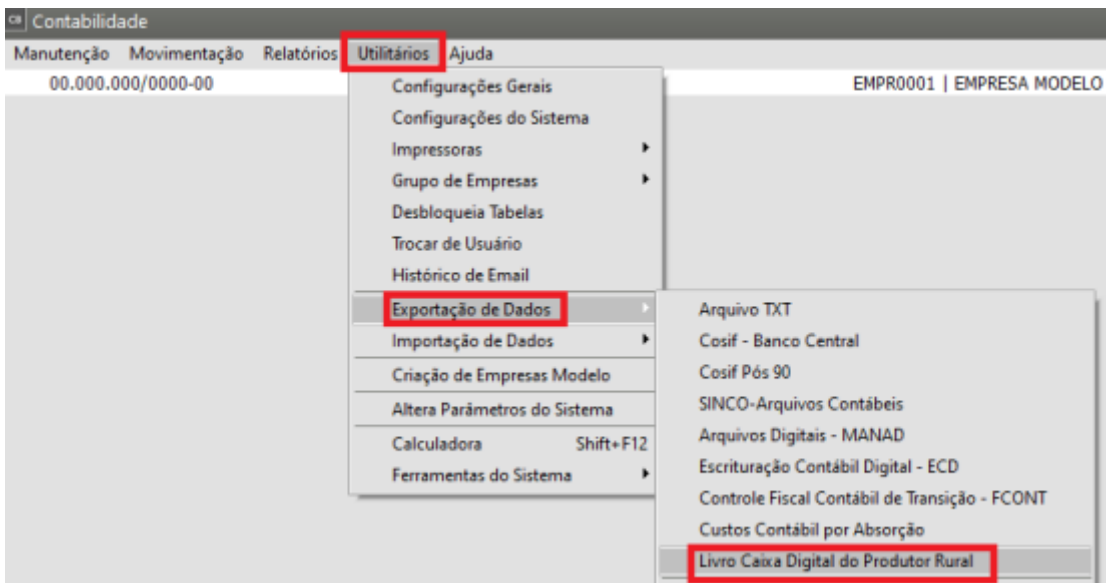 CB Contabilidade
Manutenção Movimentação Relatórios Utilitários Ajuda
00.000.000/0000-00 EMPR0001 | EMPRESA MODELO
Configurações Gerais
Configurações do Sistema
Impressoras
Grupo de Empresas
Desbloqueia Tabelas
Trocar de Usuário
Histórico de Email
Exportação de Dados
Importação de Dados
Criação de Empresas Modelo
Altera Parâmetros do Sistema
Calculadora Shift+F12
Ferramentas do Sistema
Arquivo TXT
Cosif - Banco Central
Cosif Pós 90
SINCO-Arquivos Contábeis
Arquivos Digitais - MANAD
Escrituração Contábil Digital - ECD
Controle Fiscal Contábil de Transição - FCONT
Custos Contábil por Absorção
Livro Caixa Digital do Produtor Rural